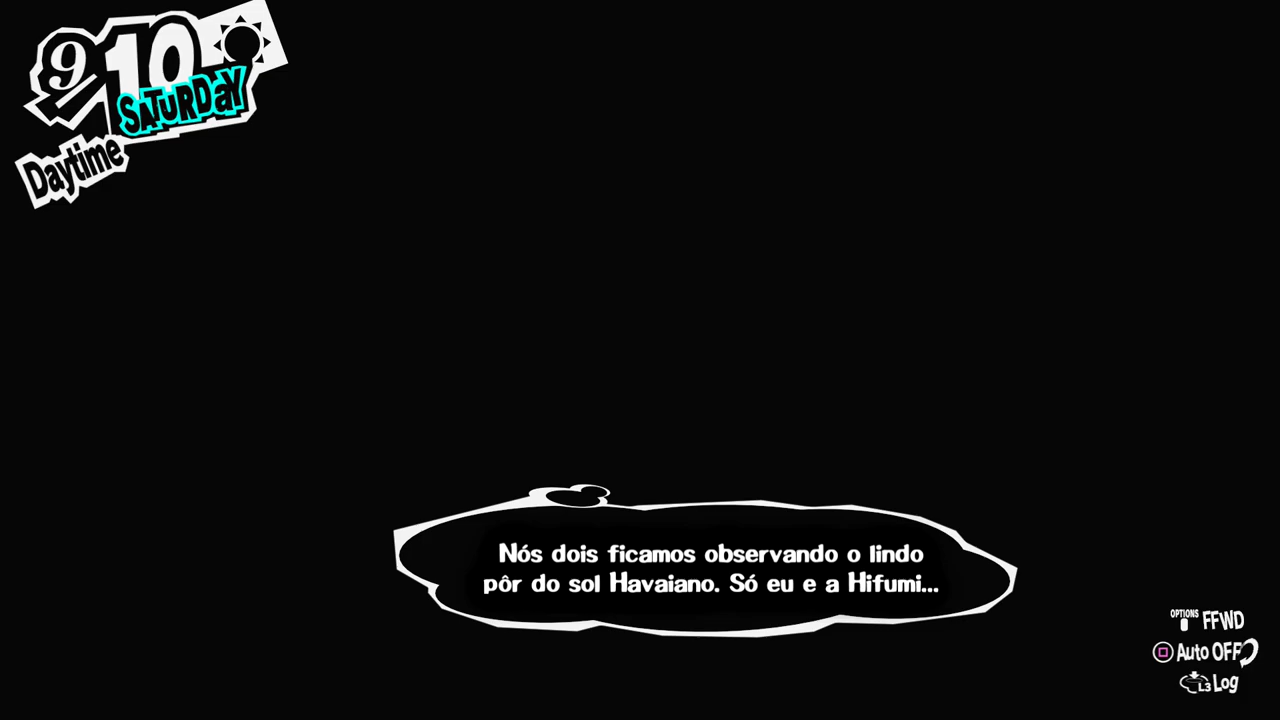 9/10
SATURDAY
Daytime
Nós dois ficamos observando o lindo
pôr do sol Havaiano. Só eu e a Hifumi...
OPTIONS FFWD
Auto OFF
L3 Log